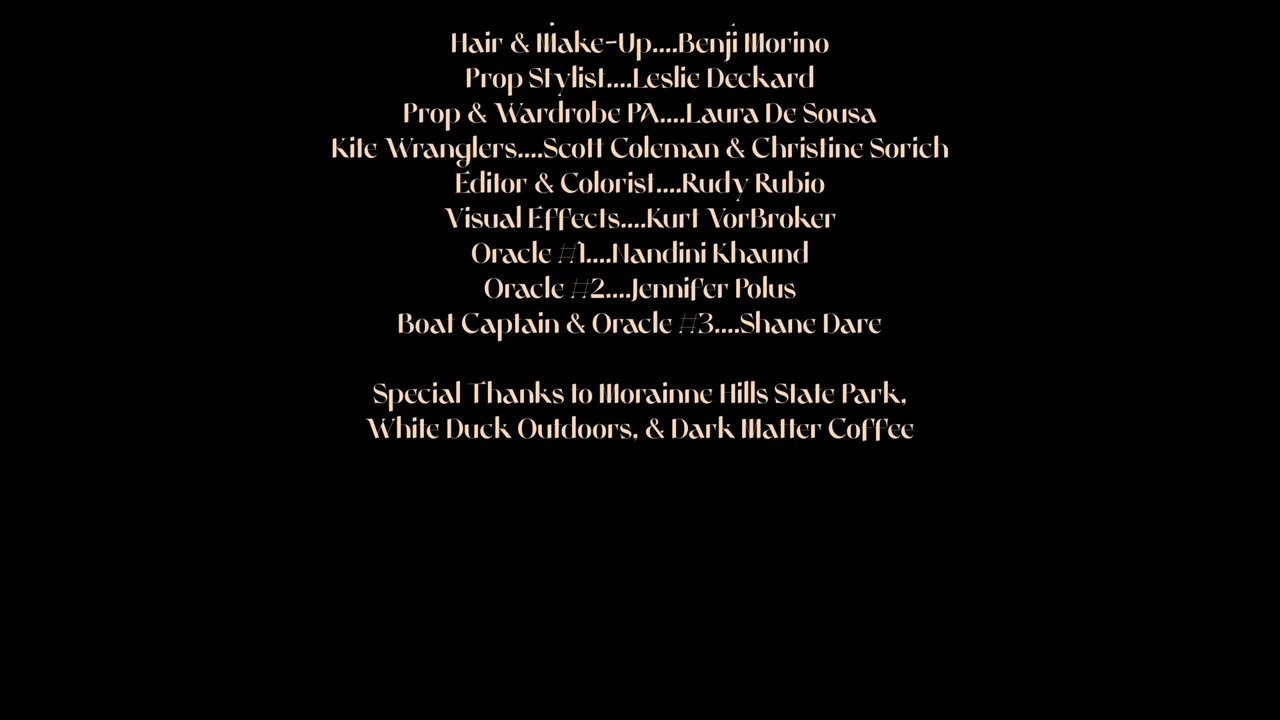 Hair & Make-Up....Benji Morino
Prop Stylist....Leslie Deckard
Prop & Wardrobe PA....Laura De Sousa
Kite Wranglers....Scott Coleman & Christine Sorich
Editor & Colorist....Rudy Rubio
Visual Effects....Kurt VorBroker
Oracle #1....Nandini Khaund
Oracle #2....Jennifer Polus
Boat Captain & Oracle #3....Shane Dare
Special Thanks to Morainne Hills State Park,
White Duck Outdoors, & Dark Matter Coffee